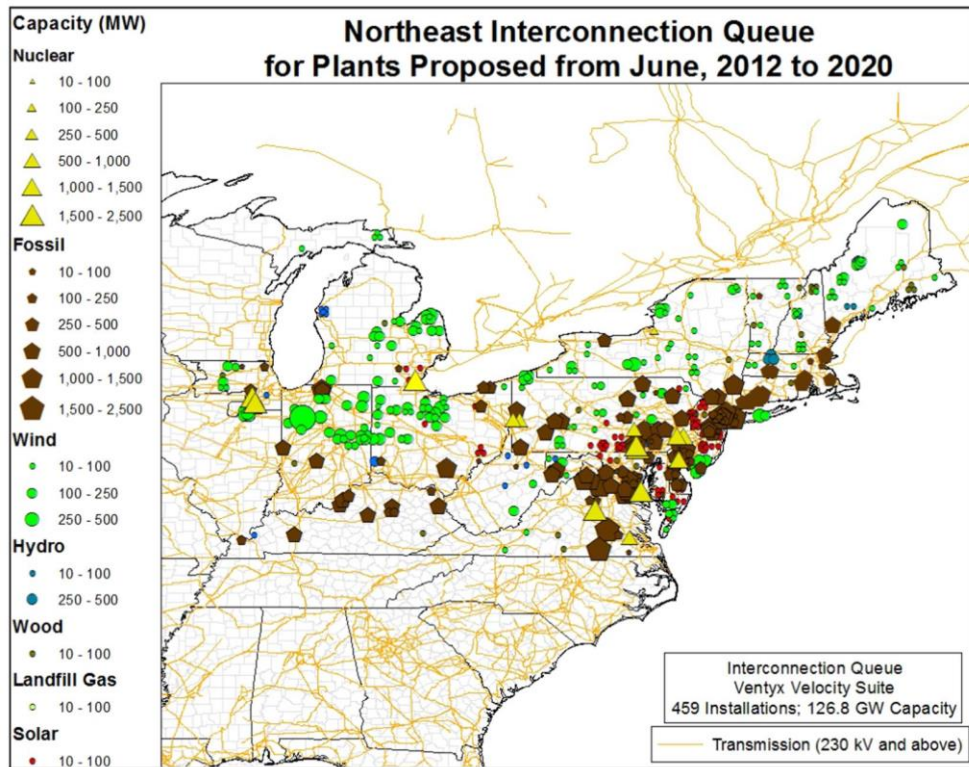 Northeast Interconnection Queue
for Plants Proposed from June, 2012 to 2020
Capacity (MW)
Nuclear
10 - 100
100 - 250
250 - 500
500 - 1,000
1,000 - 1,500
1,500 - 2,500
Fossil
10 - 100
100 - 250
250 - 500
500 - 1,000
1,000 - 1,500
1,500 - 2,500
Wind
10 - 100
100 - 250
250 - 500
Hydro
10 - 100
250 - 500
Wood
10 - 100
Landfill Gas
10 - 100
Solar
10 - 100
Interconnection Queue
Ventyx Velocity Suite
459 Installations; 126.8 GW Capacity
Transmission (230 kV and above)